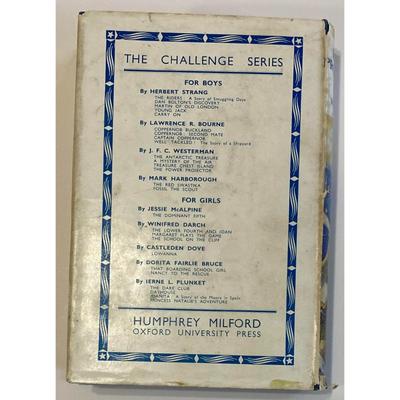 THE CHALLENGE SERIES
FOR BOYS
By HERBERT STRANG
THE RIDERS: A Story of Smuggling Days
DAN BOLTON'S DISCOVERY
MARTIN OF OLD LONDON
YOUNG JACK
CARRY ON
By LAWRENCE R. BOURNE
COPPERNOB BUCKLAND
COPPERNOB: SECOND MATE
CAPTAIN COPPERNOB
WELL TACKLED! The Story of a Shipyard
By J. F. C. WESTERMAN
THE ANTARCTIC TREASURE
A MYSTERY OF THE AIR
TREASURE CHEST ISLAND
THE POWER PROJECTOR
By MARK HARBOROUGH
THE RED SWASTIKA
FOSSIL THE SCOUT
FOR GIRLS
By JESSIE McALPINE
THE DOMINANT FIFTH
By WINIFRED DARCH
THE LOWER FOURTH AND JOAN
MARGARET PLAYS THE GAME
THE SCHOOL ON THE CLIFF
By CASTLEDEN DOVE
LOWANNA
By DORITA FAIRLIE BRUCE
THAT BOARDING SCHOOL GIRL
NANCY TO THE RESCUE
By IERNE L. PLUNKET
THE DARE CLUB
DAYHOUSE
JUANITA: A Story of the Moors in Spain
PRINCESS NATALIE'S ADVENTURE
HUMPHREY MILFORD
OXFORD UNIVERSITY PRESS